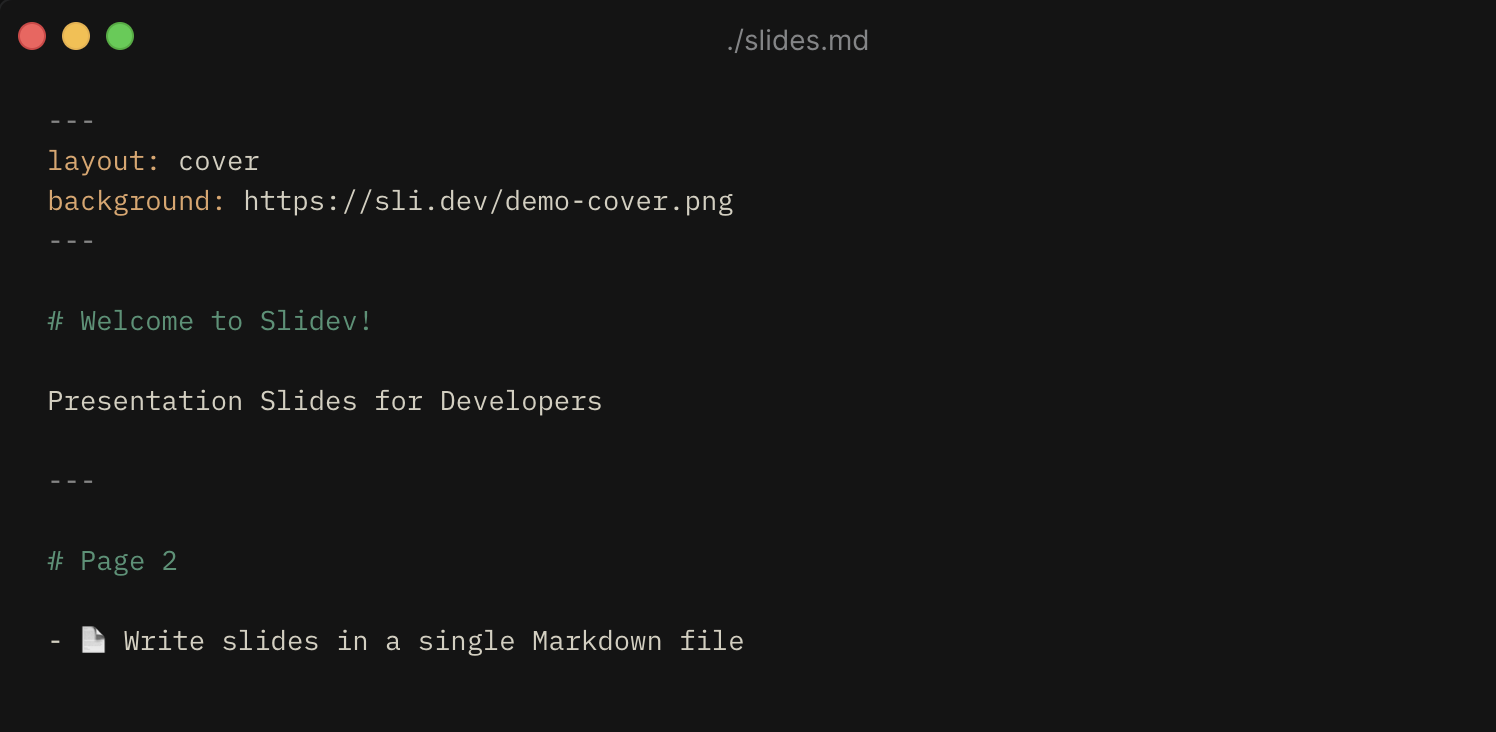 ./slides.md
---
layout: cover
background: https://sli.dev/demo-cover.png
---
# Welcome to Slidev!
Presentation Slides for Developers
---
# Page 2
- 📄 Write slides in a single Markdown file